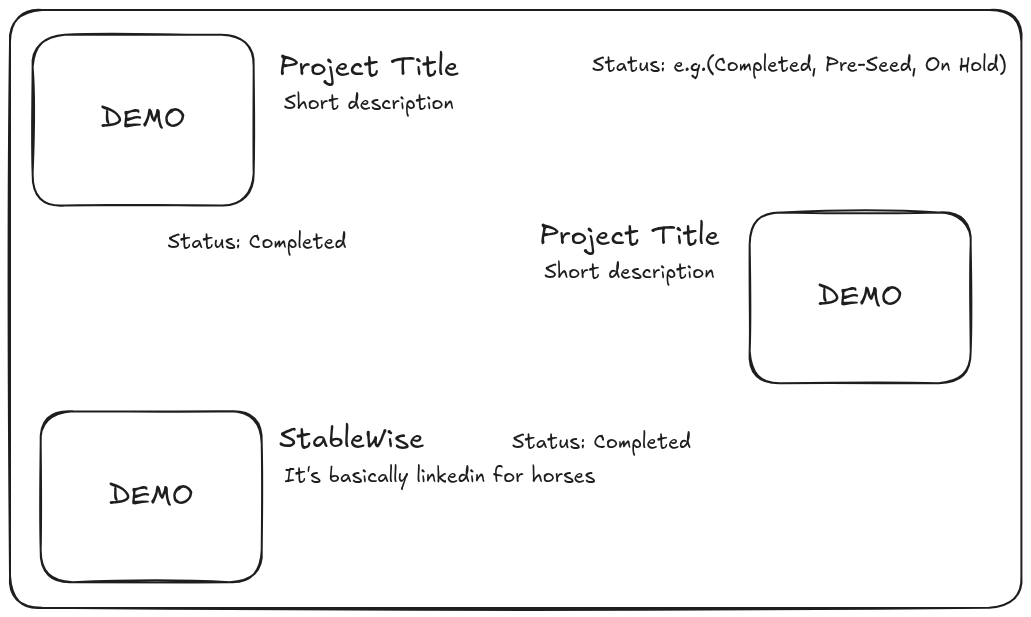 DEMO
Project Title
Short description
Status: e.g.(Completed, Pre-Seed, On Hold)
Status: Completed
Project Title
Short description
DEMO
DEMO
StableWise
It's basically linkedin for horses
Status: Completed